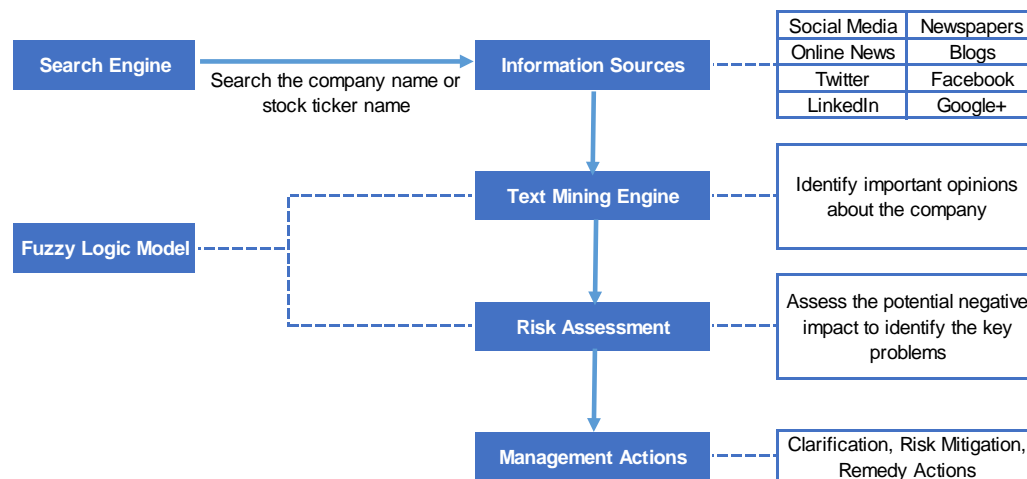 Social Media Newspapers
Search Engine
Information Sources
Online News Blogs
Search the company name or
stock ticker name
Twitter Facebook
LinkedIn Google+
Text Mining Engine
Identify important opinions
about the company
Fuzzy Logic Model
Risk Assessment
Assess the potential negative
impact to identify the key
problems
Management Actions
Clarification, Risk Mitigation,
Remedy Actions